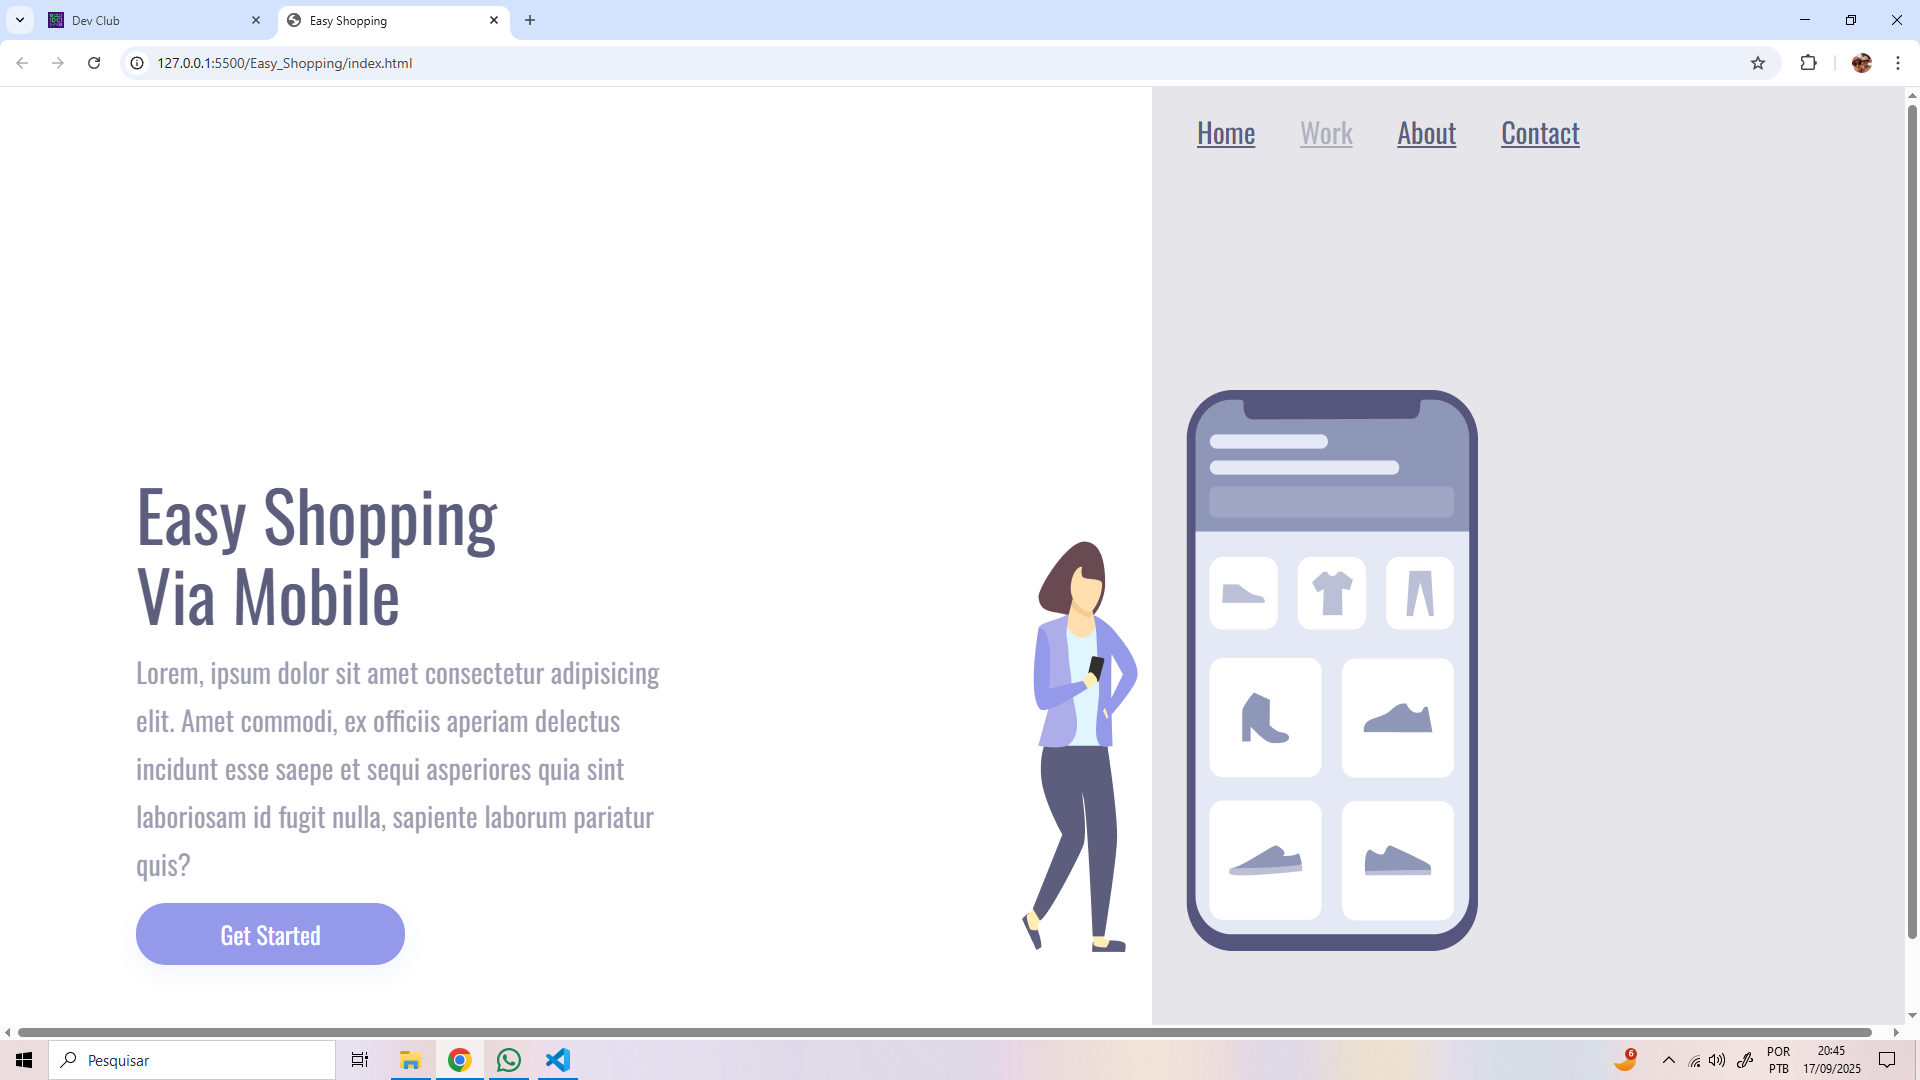 Dev Club
Easy Shopping
127.0.0.1:5500/Easy_Shopping/index.html
Home Work About Contact
Easy Shopping
Via Mobile
Lorem, ipsum dolor sit amet consectetur adipisicing
elit. Amet commodi, ex officiis aperiam delectus
incidunt esse saepe et sequi asperiores quia sint
laboriosam id fugit nulla, sapiente laborum pariatur
quis?
Get Started
Pesquisar
6
POR
PTB
20:45
17/09/2025